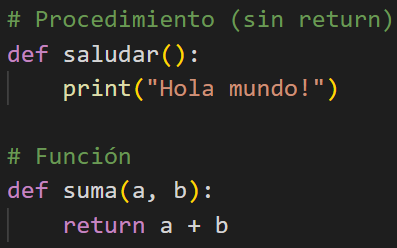 # Procedimiento (sin return)
def saludar():
    print("Hola mundo!")

# Función
def suma(a, b):
    return a + b